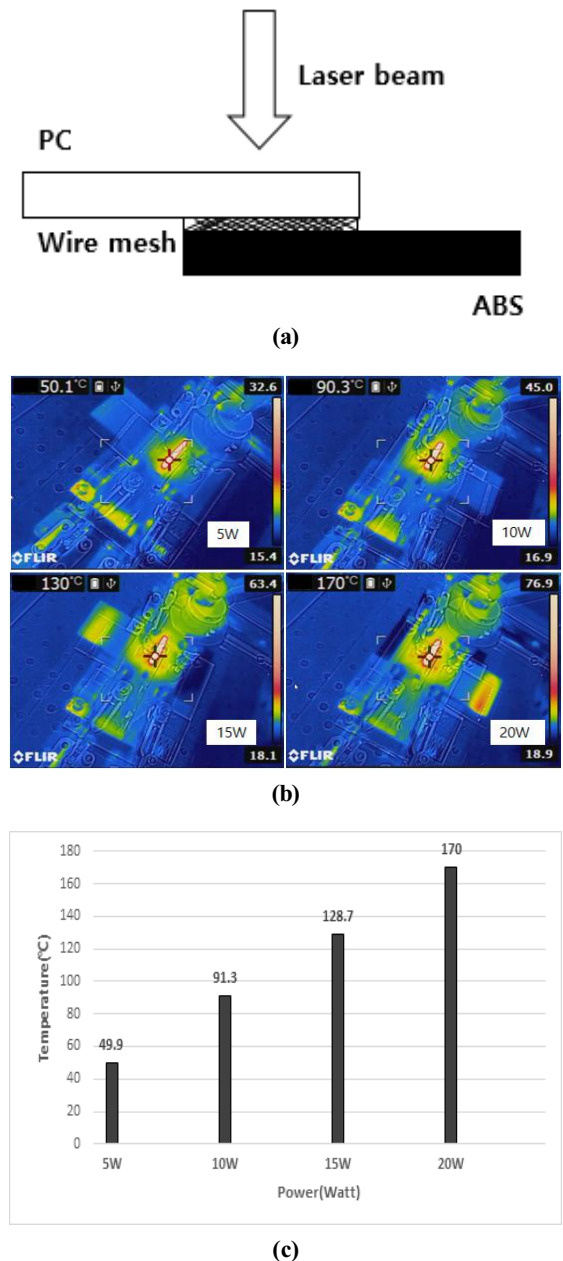 Laser beam
PC
Wire mesh
ABS
(a)
50.1°C
32.6
5W
15.4
FLIR
90.3°C
45.0
10W
16.9
130°C
63.4
15W
18.1
FLIR
170°C
76.9
20W
18.9
FLIR
(b)
180
160
140
120
100
80
60
40
20
0
Temperature(°C)
49.9
91.3
128.7
170
5W
10W
15W
20W
Power(Watt)
(c)